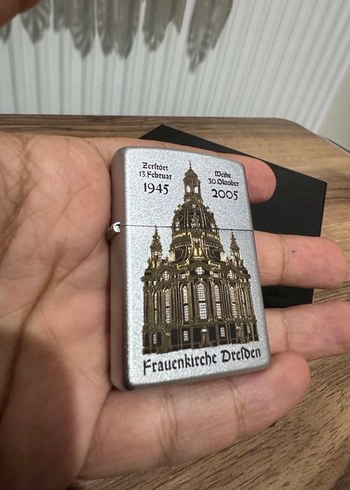 Zerstört
13.Februar
1945
Weihe
30.Oktober
2005
Frauenkirche Dresden